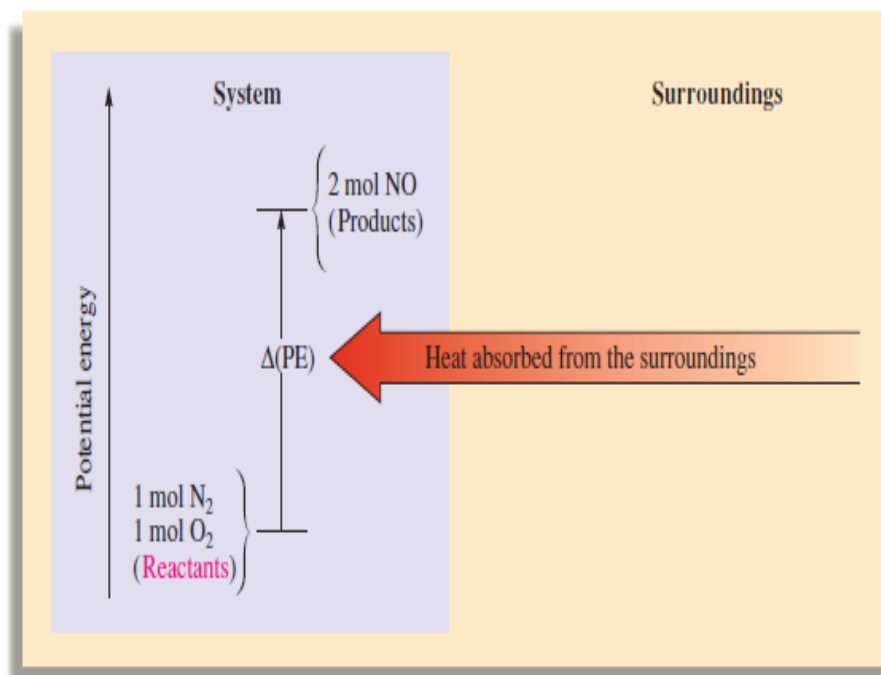 System
Surroundings
2 mol NO
(Products)
Potential energy
Δ(PE)
Heat absorbed from the surroundings
1 mol N₂
1 mol O₂
(Reactants)